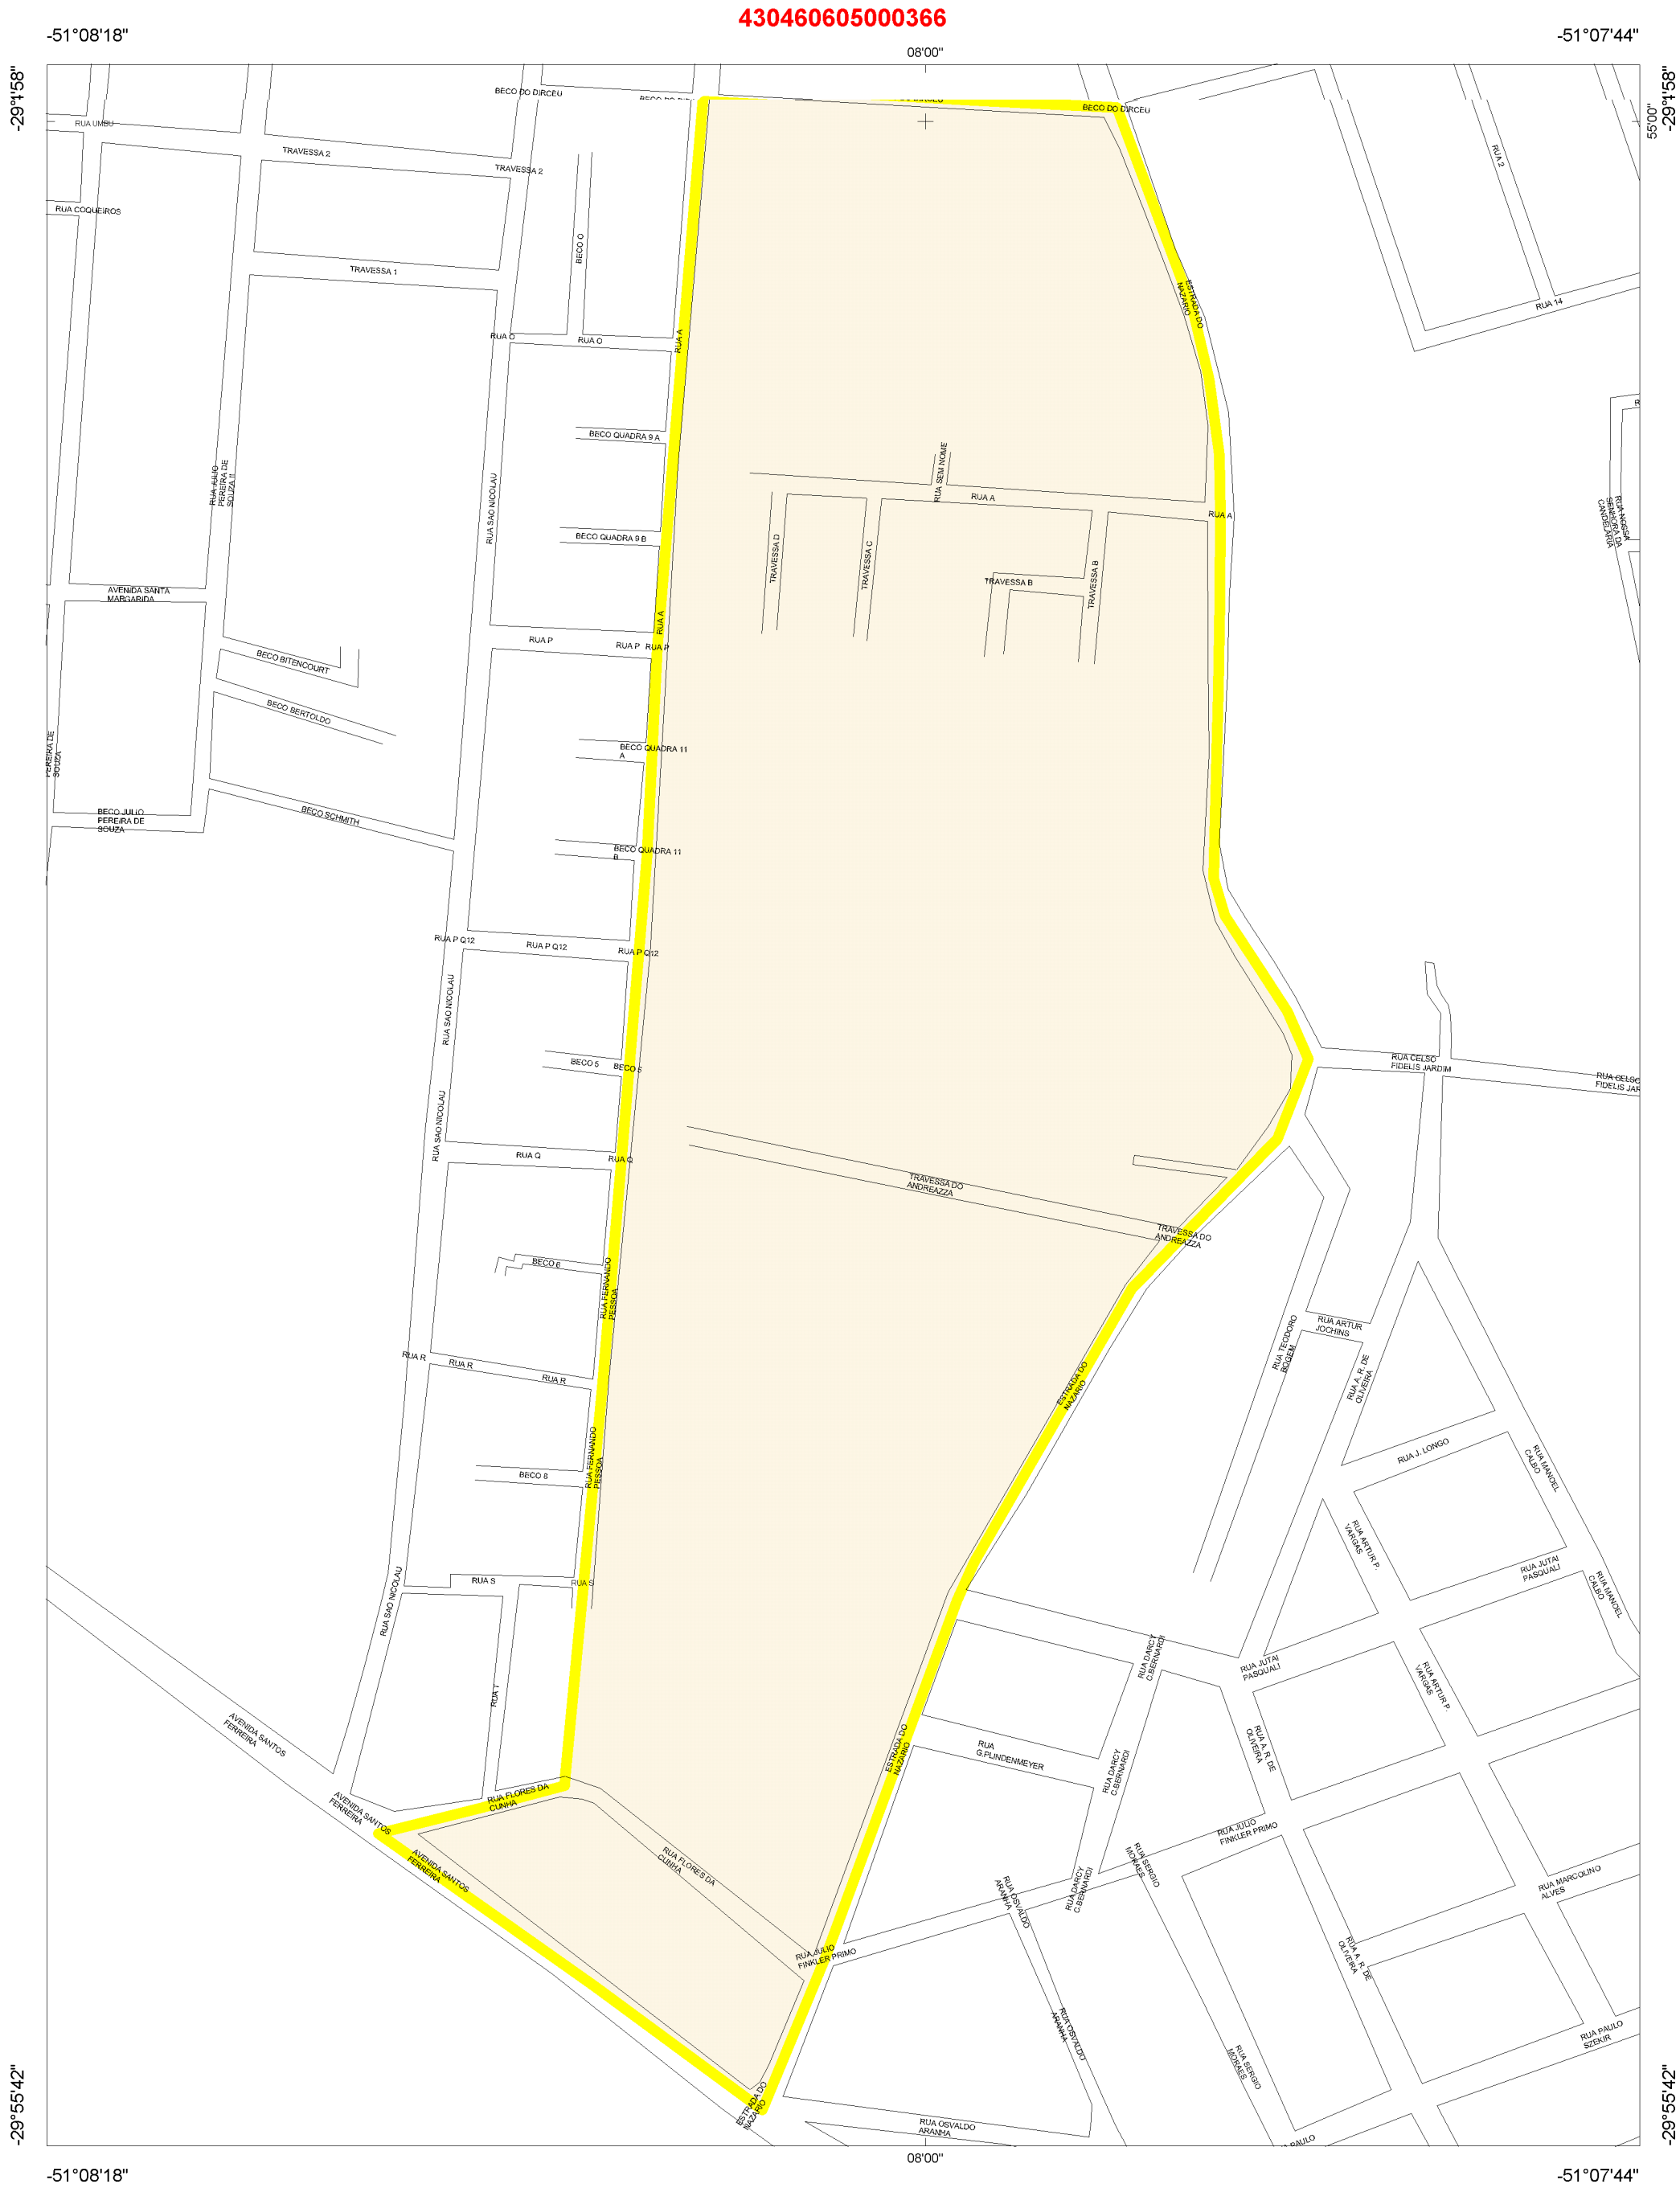 430460605000366
-51°08'18"
-51°07'44"
08'00"
-29°1'58"
-29°1'58"
55'00"
BECO DO DIRCEU
BECO DO DIRCEU
RUA UMBU
TRAVESSA 2
TRAVESSA 2
RUA 2
RUA COQUEIROS
BECO O
TRAVESSA 1
ESTRADA DO
NAZARIO
RUA 14
RUA O
RUA O
RUA A
BECO QUADRA 9 A
RUA JULIO
PEREIRA DE
SOUZA II
RUA SAO NICOLAU
RUA SEM NOME
RUA A
RUA A
RUA NOSSA
SENHORA DA
CANDELARIA
BECO QUADRA 9 B
TRAVESSA D
TRAVESSA C
TRAVESSA B
TRAVESSA B
AVENIDA SANTA
MARGARIDA
RUA A
RUA P
RUA P
RUA P
BECO BITENCOURT
BECO BERTOLDO
PEREIRA DE
SOUZA
BECO QUADRA 11
A
BECO JULIO
PEREIRA DE
SOUZA
BECO SCHMITH
BECO QUADRA 11
B
RUA P Q12
RUA P Q12
RUA P Q12
RUA SAO NICOLAU
BECO 5
BECO 5
RUA CELSO
FIDELIS JARDIM
RUA CELSO
FIDELIS JAR
RUA SAO NICOLAU
RUA Q
RUA Q
TRAVESSA DO
ANDREAZZA
TRAVESSA DO
ANDREAZZA
BECO 6
RUA FERNANDO
PESSOA
RUA TEODORO
BOGEM
RUA ARTUR
JOCHINS
RUA R
RUA R
RUA R
ESTRADA DO
NAZARIO
RUA A. R. DE
OLIVEIRA
RUA J. LONGO
RUA MANOEL
CALBO
RUA FERNANDO
PESSOA
BECO 8
RUA ARTUR P.
VARGAS
RUA JUTAI
PASQUALI
RUA SAO NICOLAU
RUA S
RUA S
RUA MANOEL
CALBO
RUA DARCY
C.BERNARDI
RUA JUTAI
PASQUALI
RUA ARTUR P.
VARGAS
RUA T
AVENIDA SANTOS
FERREIRA
ESTRADA DO
NAZARIO
RUA
G.PLINDENMEYER
RUA A. R. DE
OLIVEIRA
RUA DARCY
C.BERNARDI
RUA FLORES DA
CUNHA
AVENIDA SANTOS
FERREIRA
RUA JULIO
FINKLER PRIMO
AVENIDA SANTOS
FERREIRA
RUA FLORES DA
CUNHA
RUA DARCY
C.BERNARDI
RUA SERGIO
MORAES
RUA OSVALDO
ARANHA
RUA MARCOLINO
ALVES
RUA JULIO
FINKLER PRIMO
RUA A. R. DE
OLIVEIRA
RUA OSVALDO
ARANHA
RUA SERGIO
MORAES
RUA PAULO
SZEKIR
ESTRADA DO
NAZARIO
RUA OSVALDO
ARANHA
PAULO
-29°55'42"
-29°55'42"
08'00"
-51°08'18"
-51°07'44"